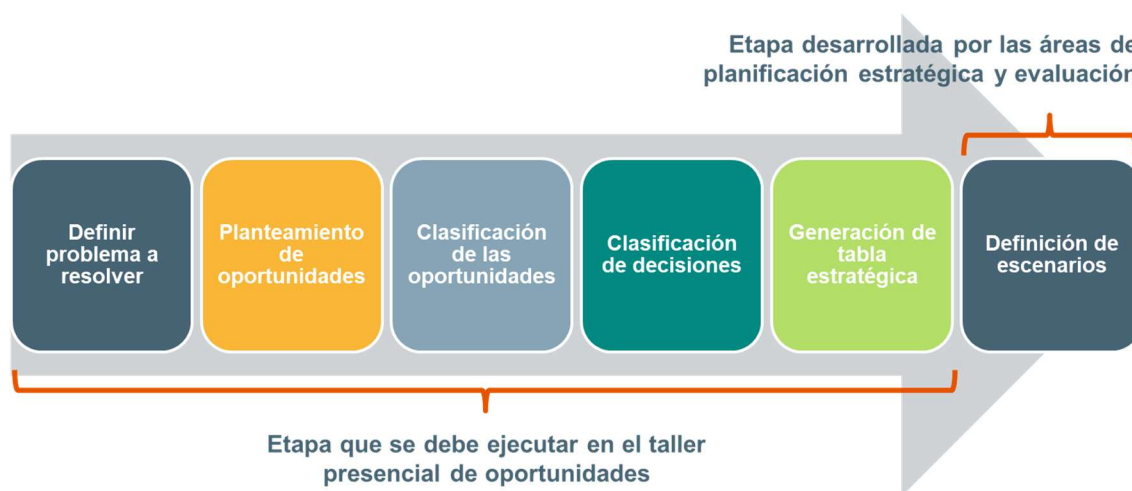 Etapa desarrollada por las áreas de
planificación estratégica y evaluación
Definir
problema a
resolver
Planteamiento
de
oportunidades
Clasificación
de las
oportunidades
Clasificación
de decisiones
Generación de
tabla
estratégica
Definición de
escenarios
Etapa que se debe ejecutar en el taller
presencial de oportunidades